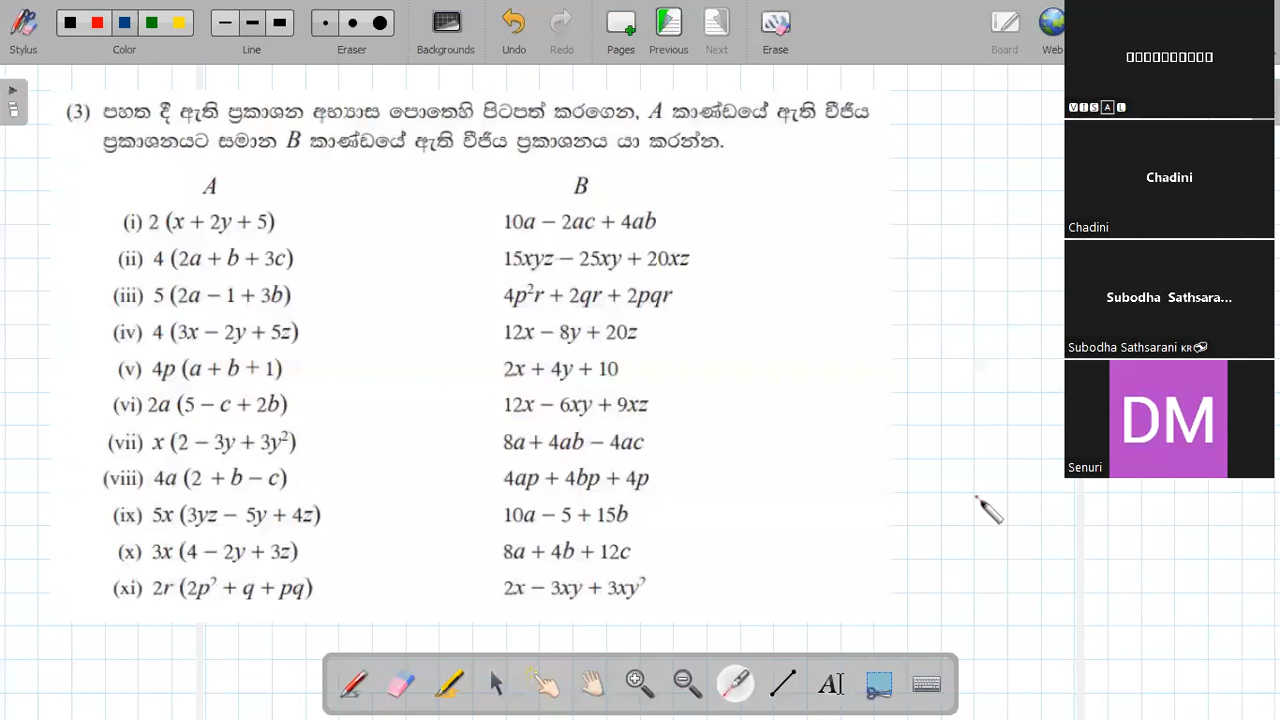 Stylus
Color
Line
Eraser
Backgrounds
Undo
Redo
Pages
Previous
Next
Erase
Board
Web
(3) පහත දී ඇති ප්‍රකාශන අභ්‍යාස පොතෙහි පිටපත් කරගෙන, A කාණ්ඩයේ ඇති වීජීය
ප්‍රකාශනයට සමාන B කාණ්ඩයේ ඇති වීජීය ප්‍රකාශනය යා කරන්න.
A B
(i) 2 (x + 2y + 5) 10a − 2ac + 4ab
(ii) 4 (2a + b + 3c) 15xyz − 25xy + 20xz
(iii) 5 (2a − 1 + 3b) 4p²r + 2qr + 2pqr
(iv) 4 (3x − 2y + 5z) 12x − 8y + 20z
(v) 4p (a + b + 1) 2x + 4y + 10
(vi) 2a (5 − c + 2b) 12x − 6xy + 9xz
(vii) x (2 − 3y + 3y²) 8a + 4ab − 4ac
(viii) 4a (2 + b − c) 4ap + 4bp + 4p
(ix) 5x (3yz − 5y + 4z) 10a − 5 + 15b
(x) 3x (4 − 2y + 3z) 8a + 4b + 12c
(xi) 2r (2p² + q + pq) 2x − 3xy + 3xy²
V I S A L
Chadini
Chadini
Subodha Sathsara...
Subodha Sathsarani KR
DM
Senuri
AI